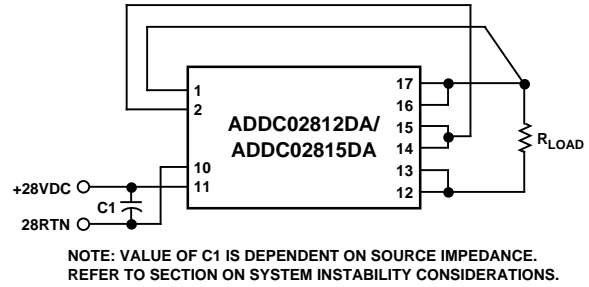 1
2
ADDC02812DA/
ADDC02815DA
17
16
15
14
13
12
10
11
RLOAD
+28VDC
C1
28RTN
NOTE: VALUE OF C1 IS DEPENDENT ON SOURCE IMPEDANCE.
REFER TO SECTION ON SYSTEM INSTABILITY CONSIDERATIONS.